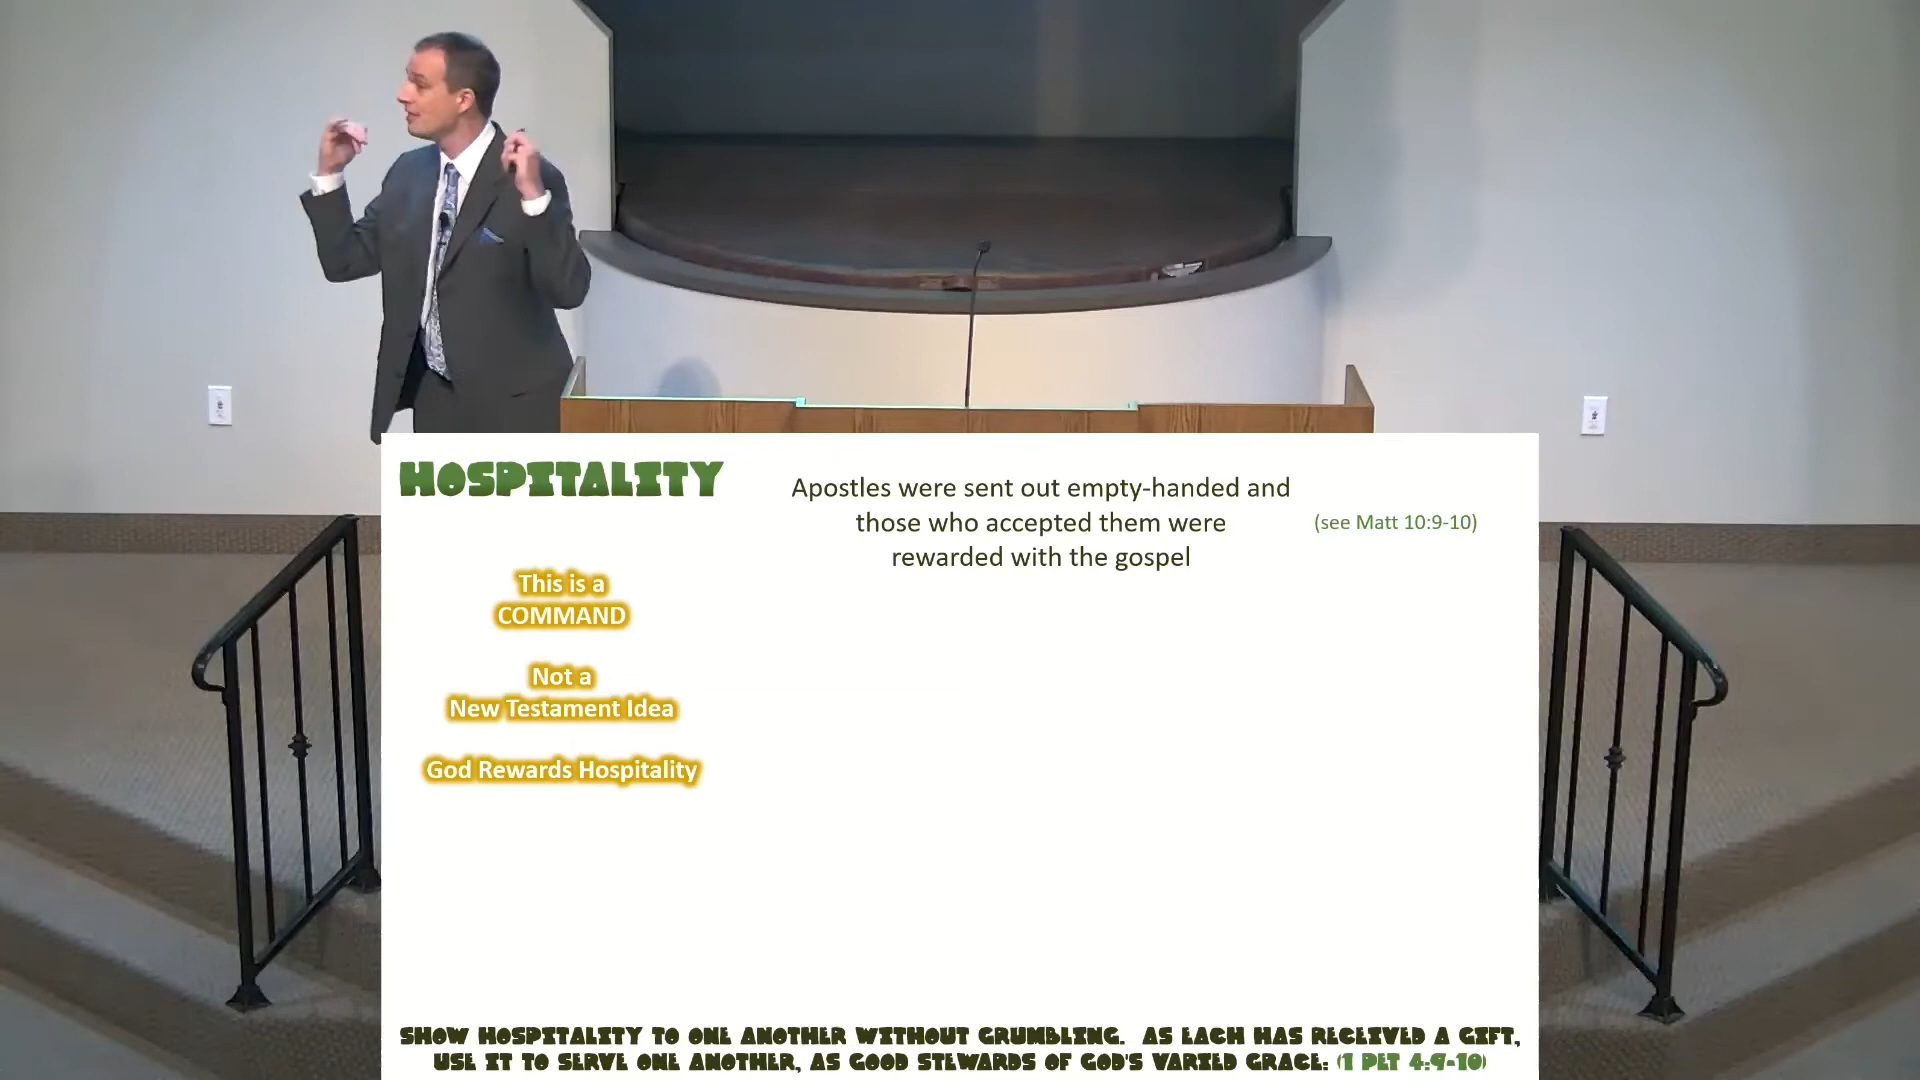 HOSPITALITY
Apostles were sent out empty-handed and
those who accepted them were
rewarded with the gospel
(see Matt 10:9-10)
This is a
COMMAND
Not a
New Testament Idea
God Rewards Hospitality
SHOW HOSPITALITY TO ONE ANOTHER WITHOUT GRUMBLING. AS EACH HAS RECEIVED A GIFT,
USE IT TO SERVE ONE ANOTHER, AS GOOD STEWARDS OF GOD'S VARIED GRACE: (1 PET 4:9-10)